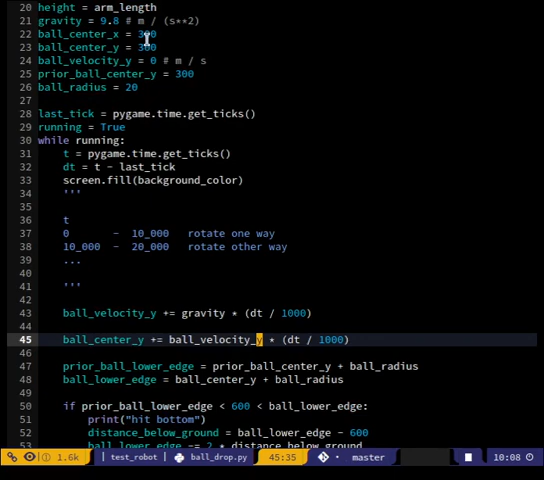 20 height = arm_length
21 gravity = 9.8 # m / (s**2)
22 ball_center_x = 300
23 ball_center_y = 300
24 ball_velocity_y = 0 # m / s
25 prior_ball_center_y = 300
26 ball_radius = 20
27
28 last_tick = pygame.time.get_ticks()
29 running = True
30 while running:
31     t = pygame.time.get_ticks()
32     dt = t - last_tick
33     screen.fill(background_color)
34     '''
35
36     t
37     0      -  10_000   rotate one way
38     10_000  -  20_000   rotate other way
39     ...
40
41     '''
42
43     ball_velocity_y += gravity * (dt / 1000)
44
45     ball_center_y += ball_velocity_y * (dt / 1000)
46
47     prior_ball_lower_edge = prior_ball_center_y + ball_radius
48     ball_lower_edge = ball_center_y + ball_radius
49
50     if prior_ball_lower_edge < 600 < ball_lower_edge:
51         print("hit bottom")
52         distance_below_ground = ball_lower_edge - 600
53         ball_lower_edge -= 2 * distance_below_ground
1.6k | test_robot ball_drop.py 45:35 master 10:08